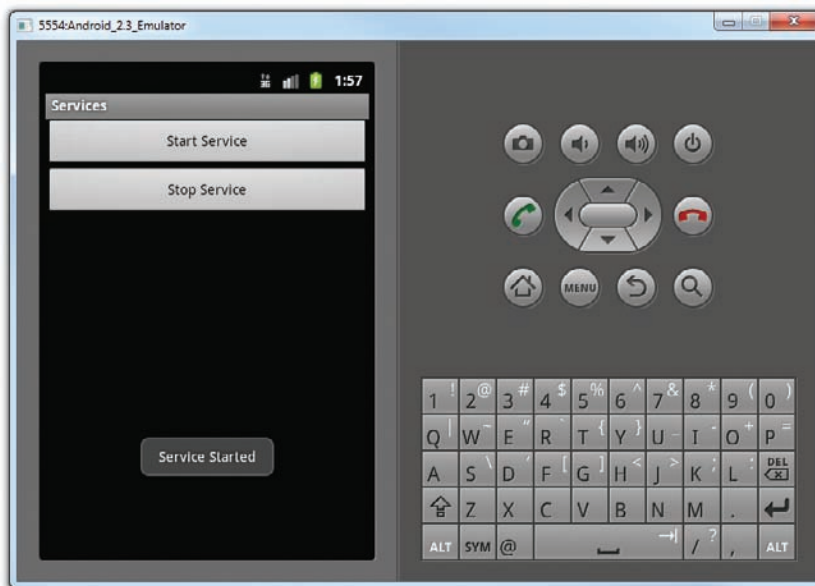 5554:Android_2.3_Emulator
3G 1:57
Services
Start Service
Stop Service
Service Started
MENU
1 ! 2 @ 3 # 4 $ 5 % 6 ^ 7 & 8 * 9 ( 0 )
Q | W ~ E " R ` T { Y } U _ I - O + P =
A S \ D ' F [ G ] H < J > K ; L : DEL
Z X C V B N M .
ALT SYM @ / ? , ALT